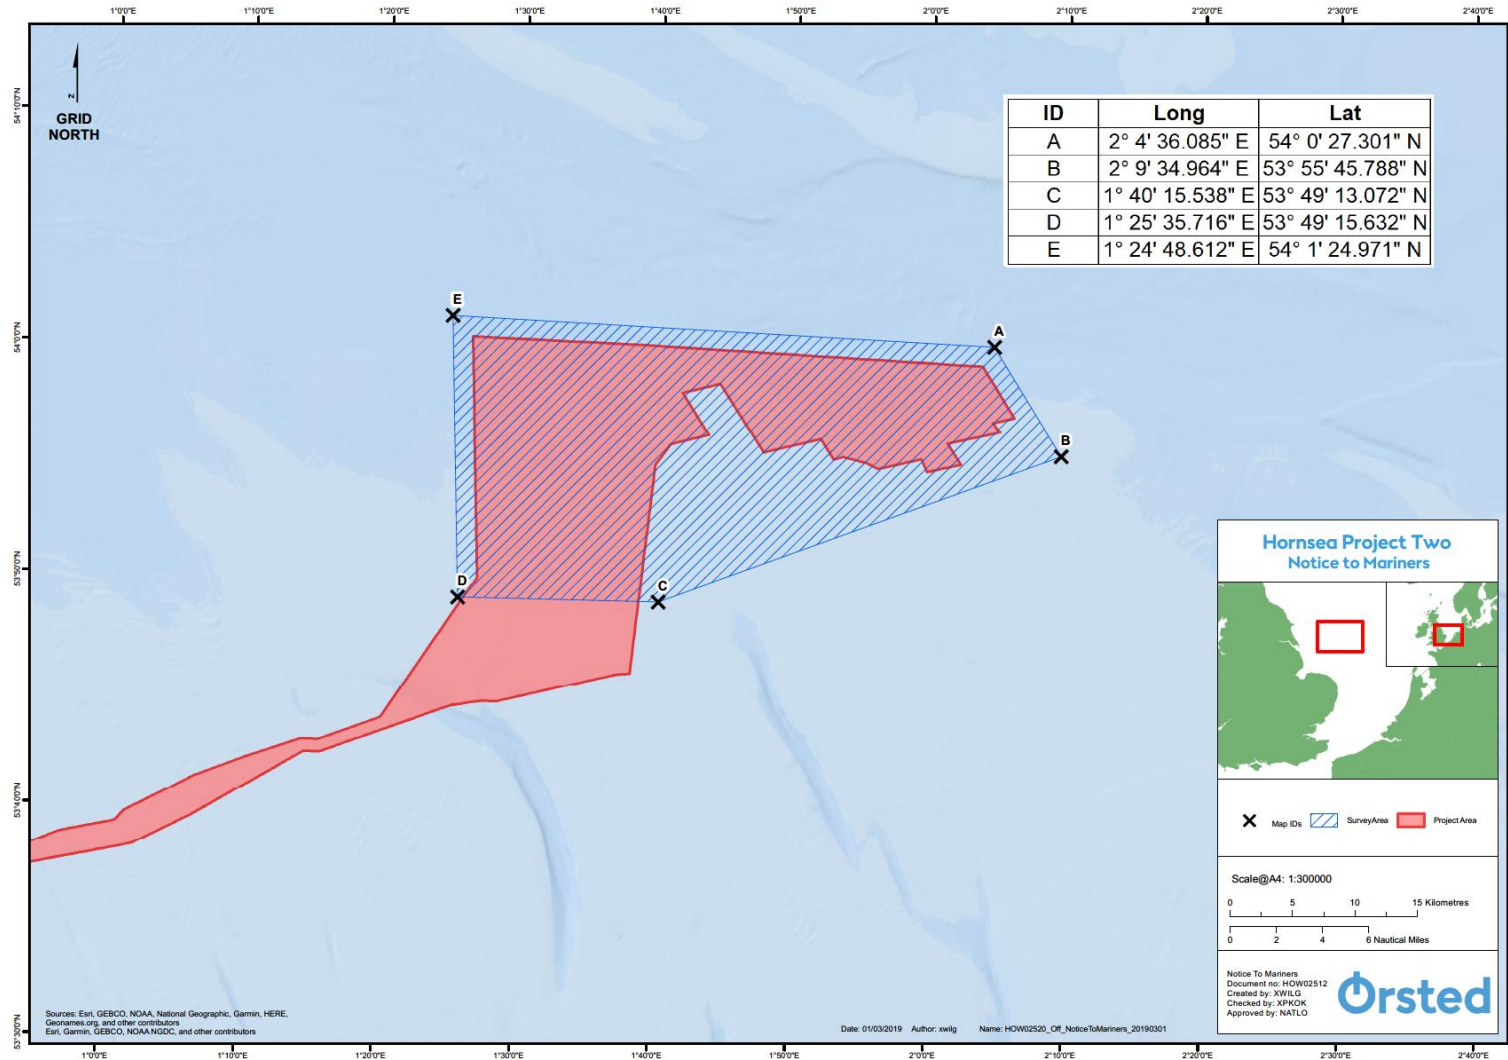 1°0'0"E 1°10'0"E 1°20'0"E 1°30'0"E 1°40'0"E 1°50'0"E 2°0'0"E 2°10'0"E 2°20'0"E 2°30'0"E 2°40'0"E
N
GRID
NORTH
54°10'0"N
54°0'0"N
53°50'0"N
53°40'0"N
53°30'0"N
ID Long Lat
A 2° 4' 36.085" E 54° 0' 27.301" N
B 2° 9' 34.964" E 53° 55' 45.788" N
C 1° 40' 15.538" E 53° 49' 13.072" N
D 1° 25' 35.716" E 53° 49' 15.632" N
E 1° 24' 48.612" E 54° 1' 24.971" N
E
A
B
D
C
Hornsea Project Two
Notice to Mariners
Map IDs SurveyArea Project Area
Scale@A4: 1:300000
0 5 10 15 Kilometres
0 2 4 6 Nautical Miles
Notice To Mariners
Document no: HOW02512
Created by: XWILG
Checked by: XPKOK
Approved by: NATLO
Orsted
Sources: Esri, GEBCO, NOAA, National Geographic, Garmin, HERE,
Geonames.org, and other contributors
Esri, Garmin, GEBCO, NOAA NGDC, and other contributors
Date: 01/03/2019 Author: xwilg Name: HOW02520_Off_NoticeToMariners_20190301
1°0'0"E 1°10'0"E 1°20'0"E 1°30'0"E 1°40'0"E 1°50'0"E 2°0'0"E 2°10'0"E 2°20'0"E 2°30'0"E 2°40'0"E